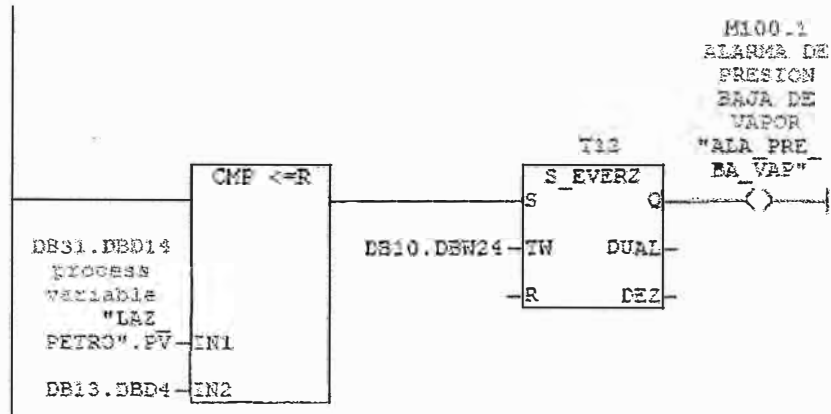 M100.1
ALARMA DE
PRESION
BAJA DE
VAPOR
"ALA_PRE_
BA_VAP"
T12
CMP <=R
S_EVERZ
S
Q
DB31.DBD14
process
variable
"LAZ_
PETRO".PV
IN1
DB10.DBW24
TW
DUAL
R
DEZ
DB13.DBD4
IN2